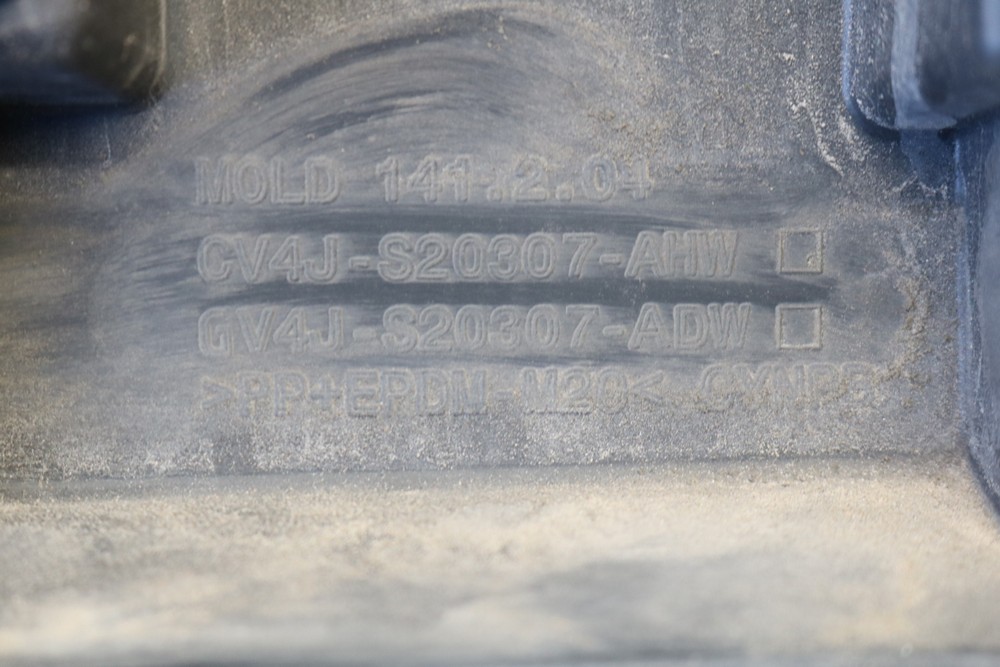 MOLD 141.2.04
CV4J-S20307-AHW
GV4J-S20307-ADW
>PP+EPDM-M20<